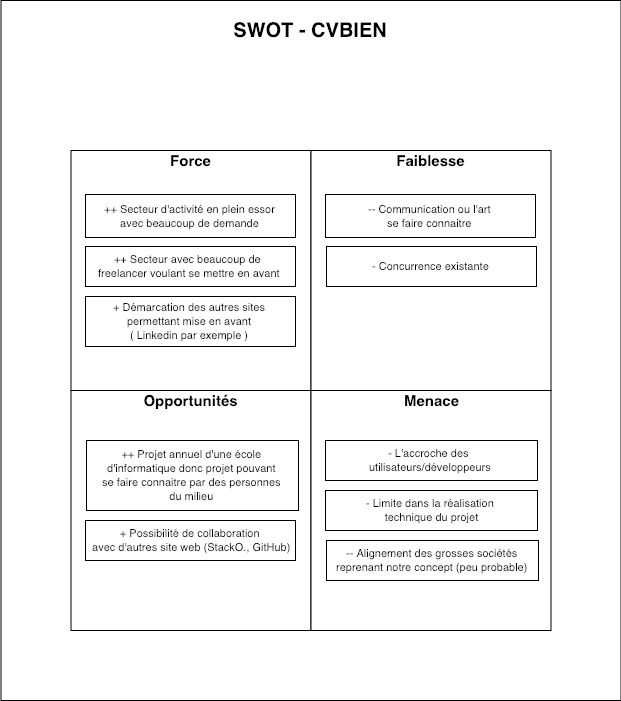 SWOT - CVBIEN
Force
++ Secteur d'activité en plein essor
avec beaucoup de demande
++ Secteur avec beaucoup de
freelancer voulant se mettre en avant
+ Démarcation des autres sites
permettant mise en avant
( Linkedin par exemple )
Faiblesse
-- Communication ou l'art
se faire connaitre
- Concurrence existante
Opportunités
++ Projet annuel d'une école
d'informatique donc projet pouvant
se faire connaitre par des personnes
du milieu
+ Possibilité de collaboration
avec d'autres site web (StackO., GitHub)
Menace
- L'accroche des
utilisateurs/développeurs
- Limite dans la réalisation
technique du projet
-- Alignement des grosses sociétés
reprenant notre concept (peu probable)